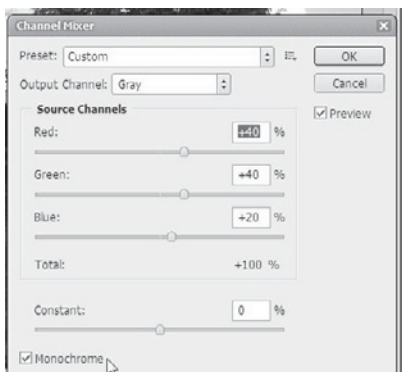 Channel Mixer
Preset: Custom
OK
Output Channel: Gray
Cancel
Source Channels
Preview
Red: +40 %
Green: +40 %
Blue: +20 %
Total: +100 %
Constant: 0 %
Monochrome